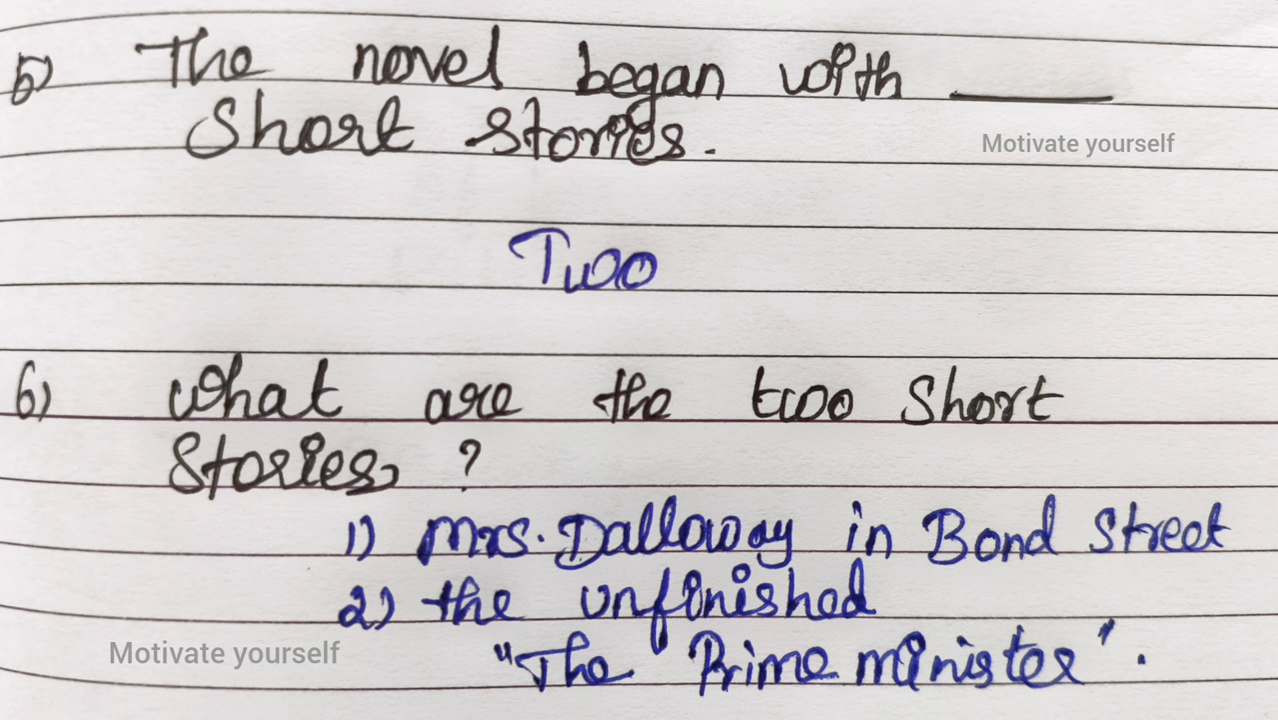 5) The novel began with ____
Short Stories.
Motivate yourself
Two
6) What are the two Short
Stories ?
1) Mrs. Dalloway in Bond Street
2) the unfinished
Motivate yourself
"The Prime minister".